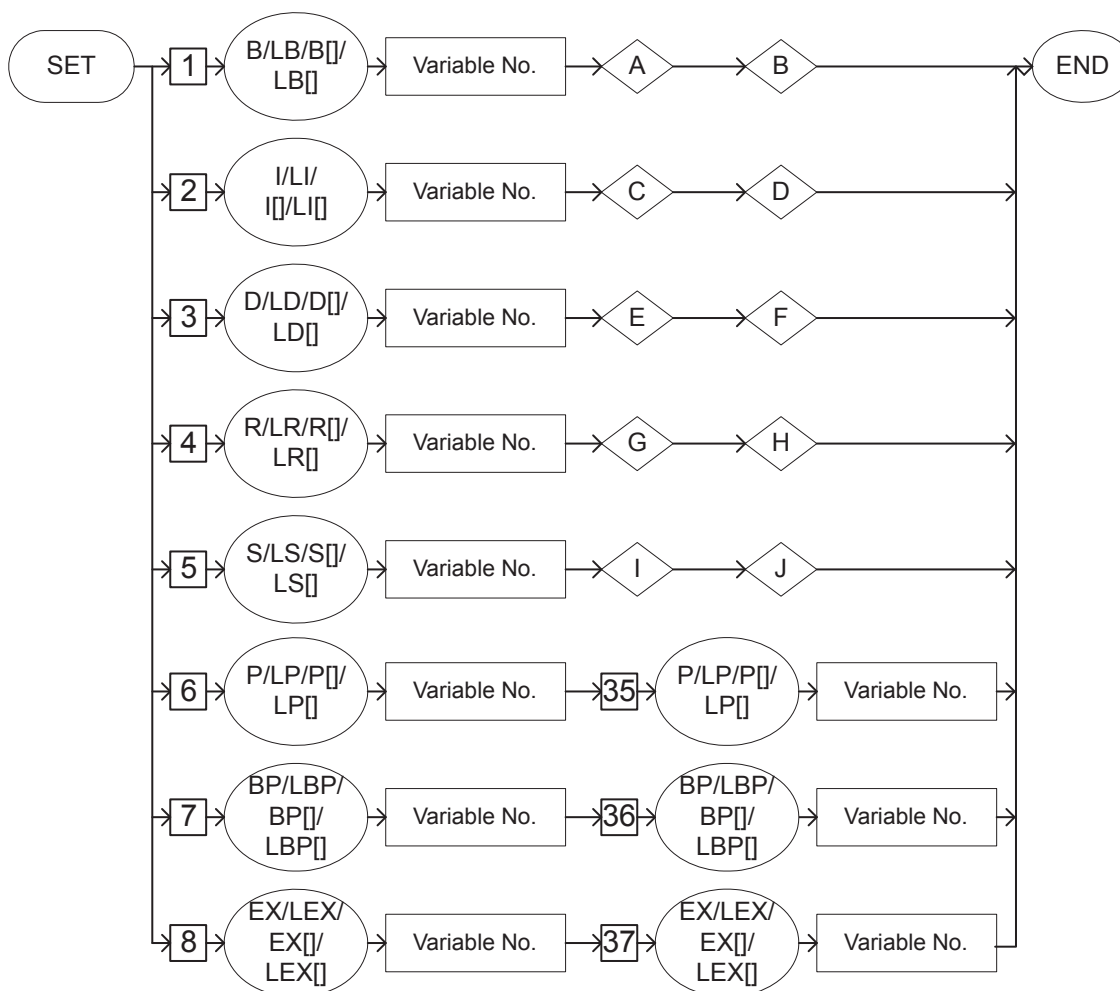 SET
1
B/LB/B[]/
LB[]
Variable No.
A
B
END
2
I/LI/
I[]/LI[]
Variable No.
C
D
3
D/LD/D[]/
LD[]
Variable No.
E
F
4
R/LR/R[]/
LR[]
Variable No.
G
H
5
S/LS/S[]/
LS[]
Variable No.
I
J
6
P/LP/P[]/
LP[]
Variable No.
35
P/LP/P[]/
LP[]
Variable No.
7
BP/LBP/
BP[]/
LBP[]
Variable No.
36
BP/LBP/
BP[]/
LBP[]
Variable No.
8
EX/LEX/
EX[]/
LEX[]
Variable No.
37
EX/LEX/
EX[]/
LEX[]
Variable No.